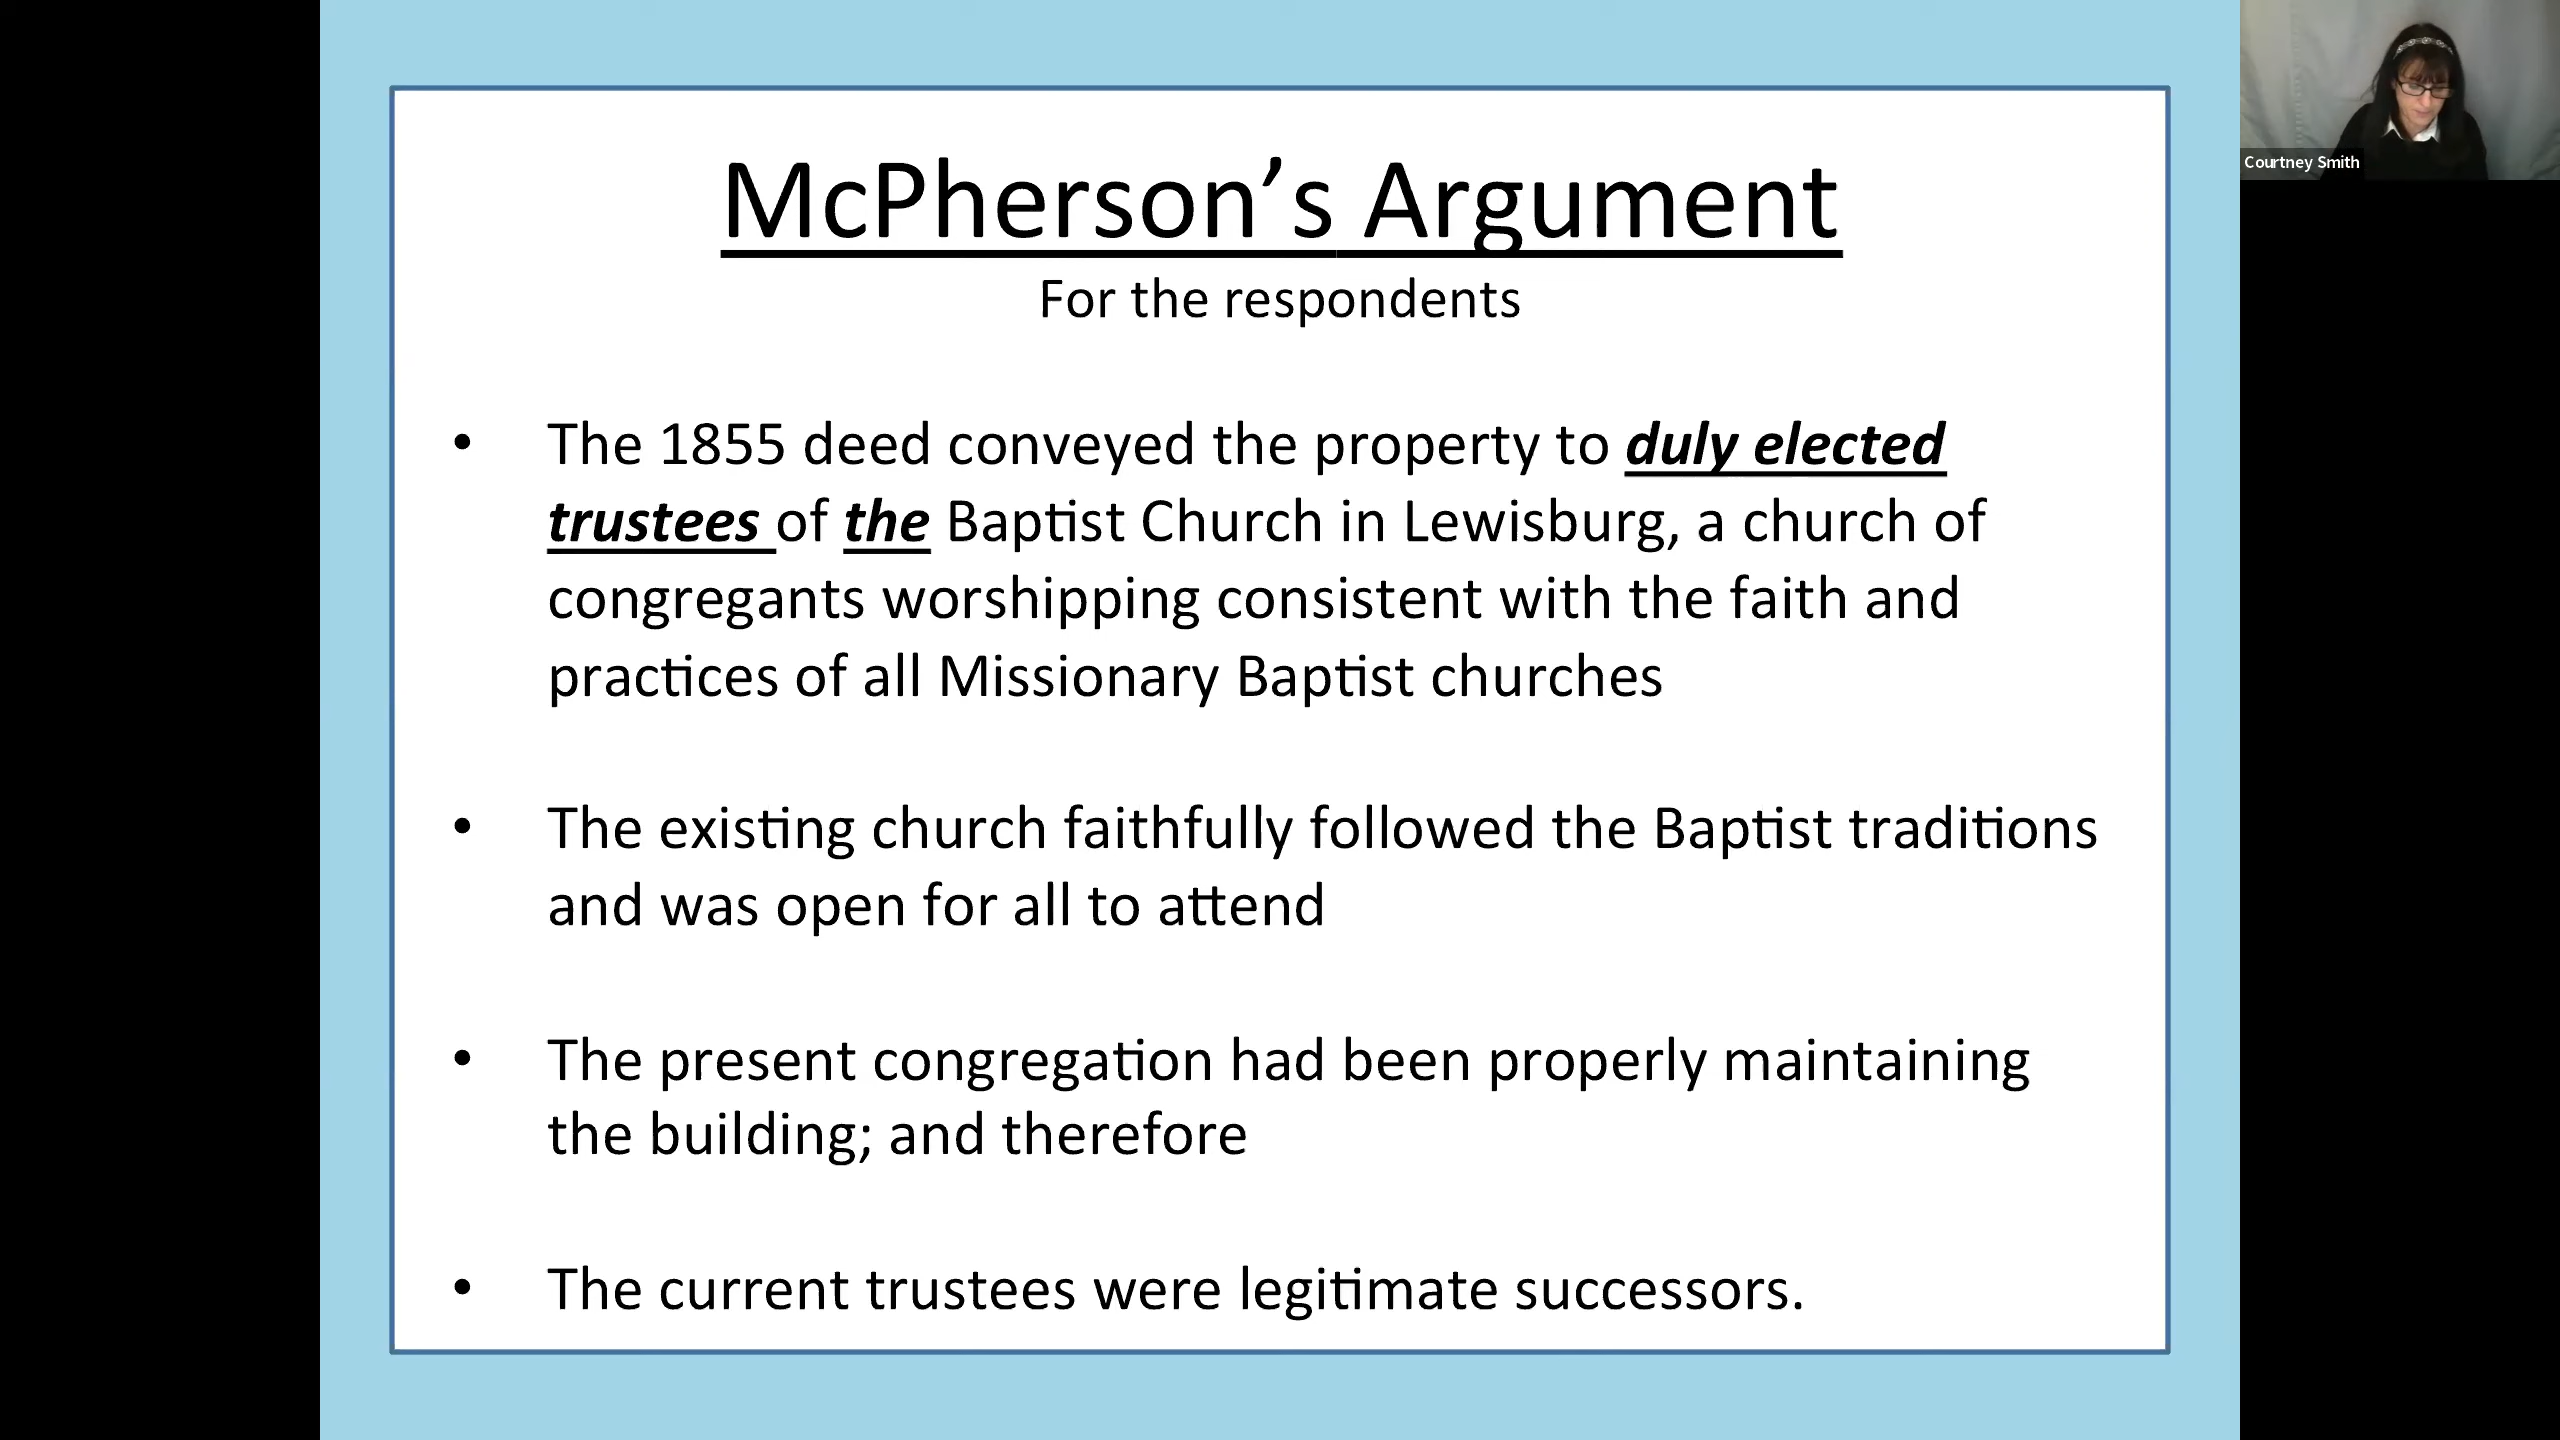 McPherson’s Argument
For the respondents
• The 1855 deed conveyed the property to duly elected
trustees of the Baptist Church in Lewisburg, a church of
congregants worshipping consistent with the faith and
practices of all Missionary Baptist churches
• The existing church faithfully followed the Baptist traditions
and was open for all to attend
• The present congregation had been properly maintaining
the building; and therefore
• The current trustees were legitimate successors.
Courtney Smith